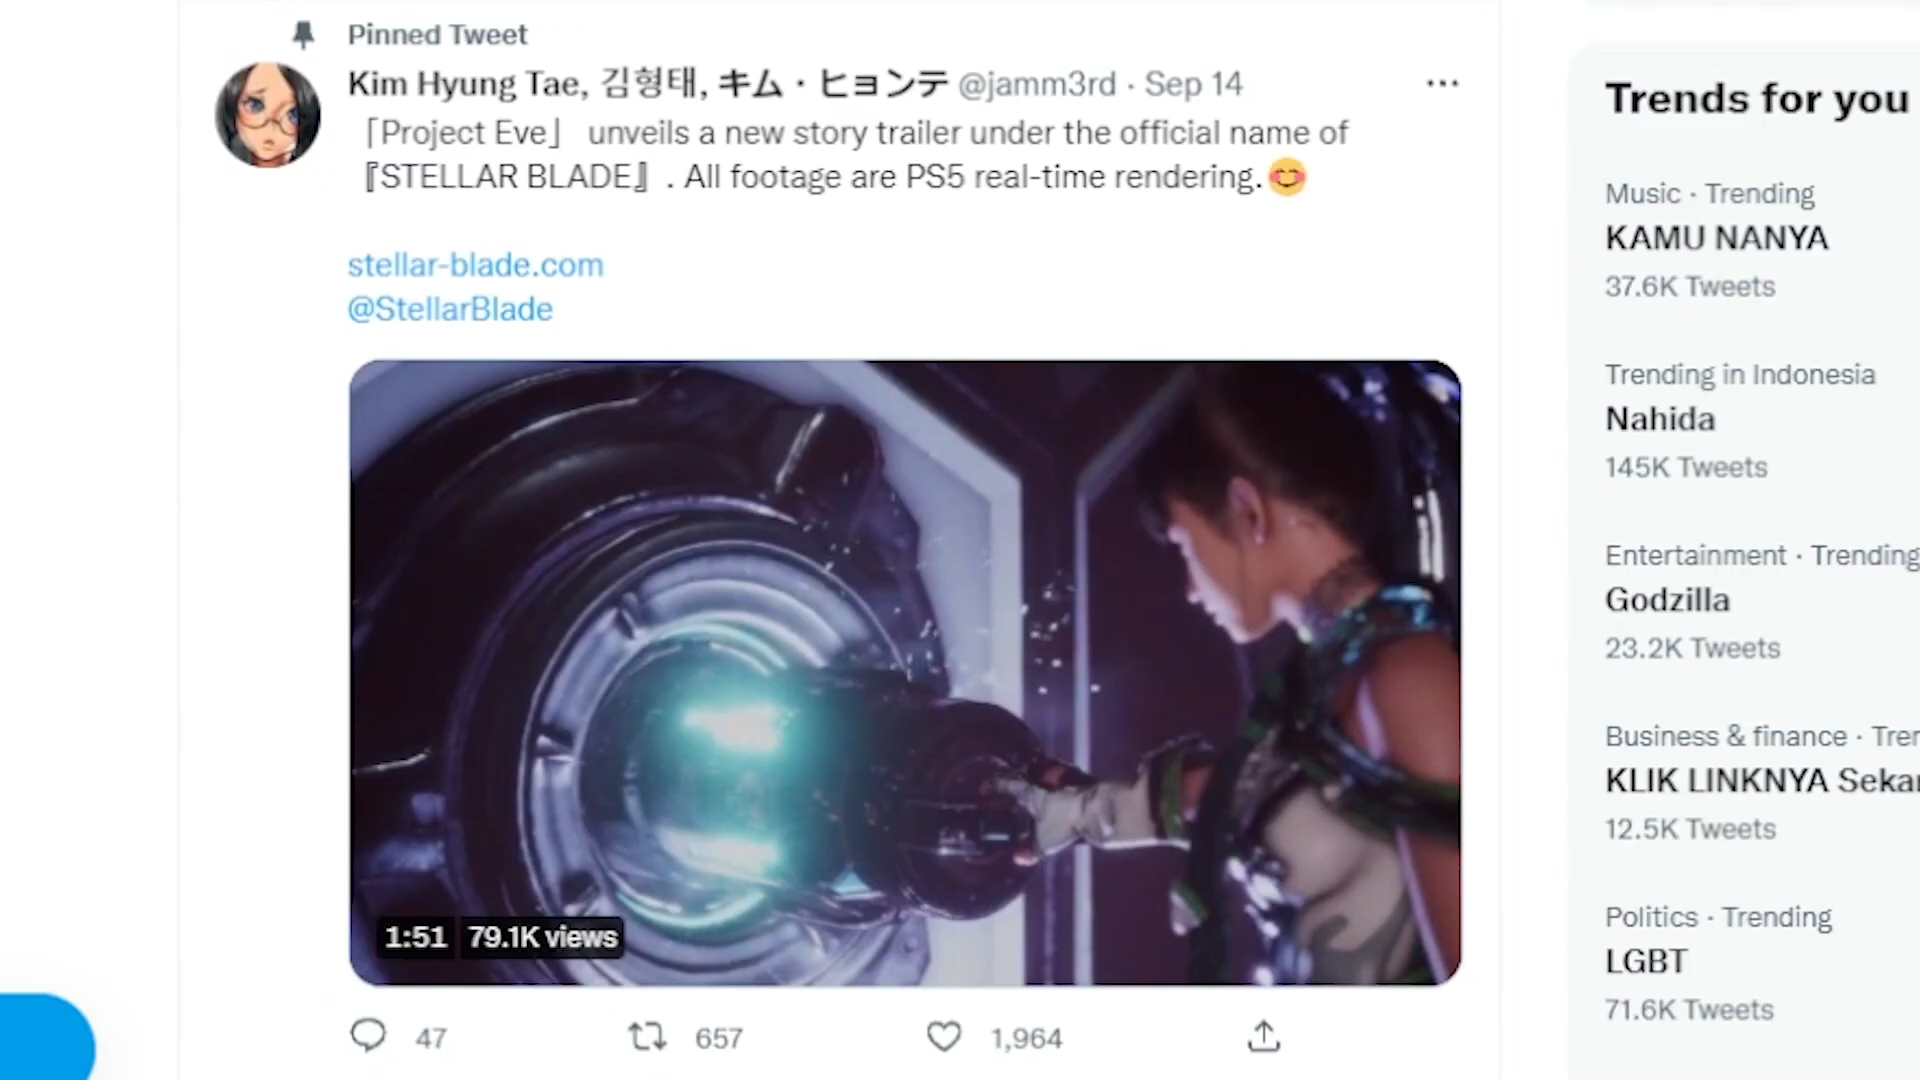 Pinned Tweet
Kim Hyung Tae, 김형태, キム・ヒョンテ @jamm3rd · Sep 14
「Project Eve」 unveils a new story trailer under the official name of
『STELLAR BLADE』. All footage are PS5 real-time rendering.😊
stellar-blade.com
@StellarBlade
1:51 79.1K views
47 657 1,964
Trends for you
Music · Trending
KAMU NANYA
37.6K Tweets
Trending in Indonesia
Nahida
145K Tweets
Entertainment · Trending
Godzilla
23.2K Tweets
Business & finance · Tren
KLIK LINKNYA Sekar
12.5K Tweets
Politics · Trending
LGBT
71.6K Tweets